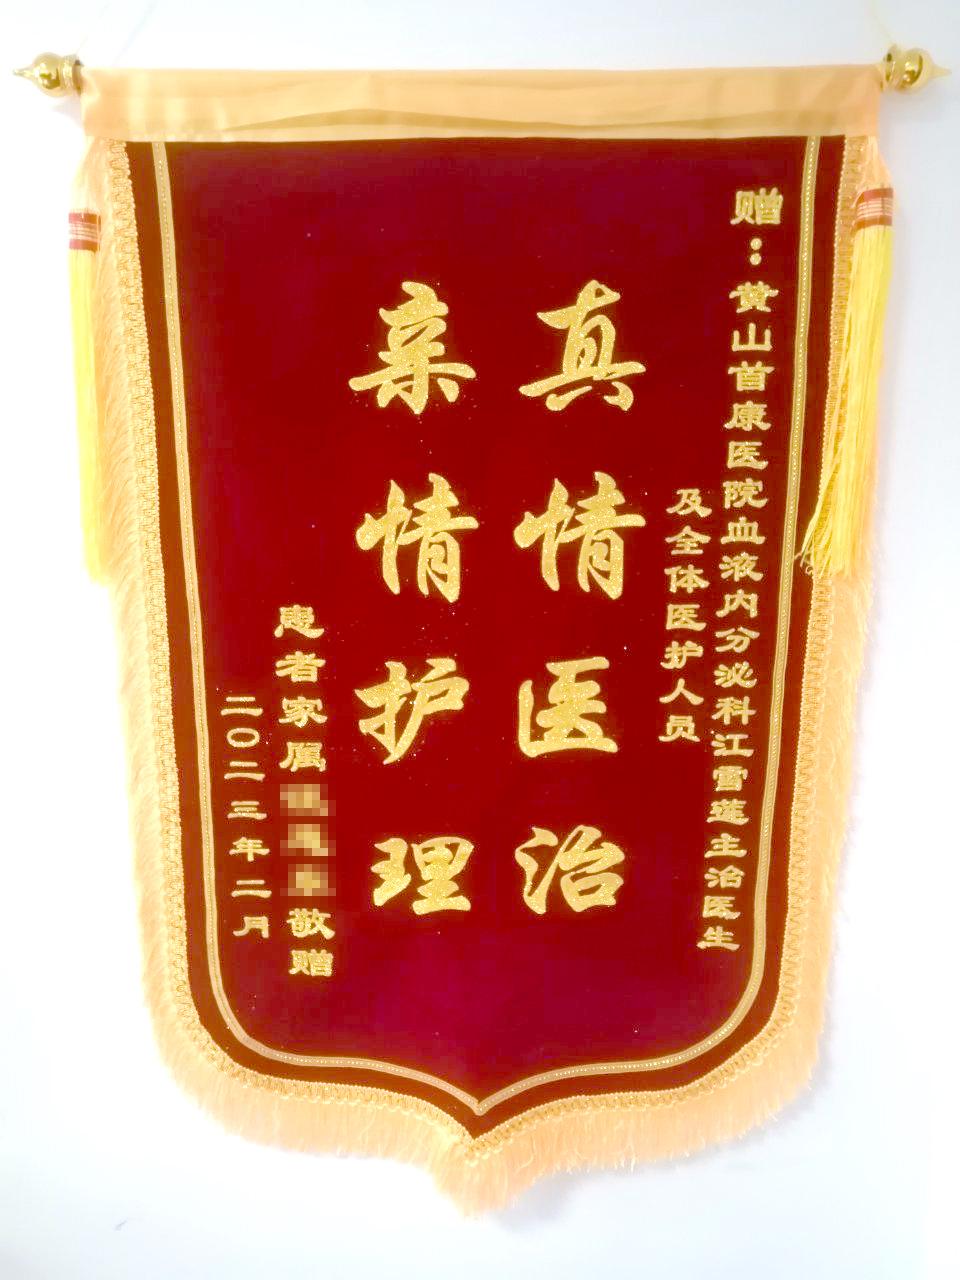 赠：黄山首康医院血液内分泌科江雪莲主治医生
及全体医护人员
真情医治
亲情护理
患者家属敬赠
二〇二三年二月